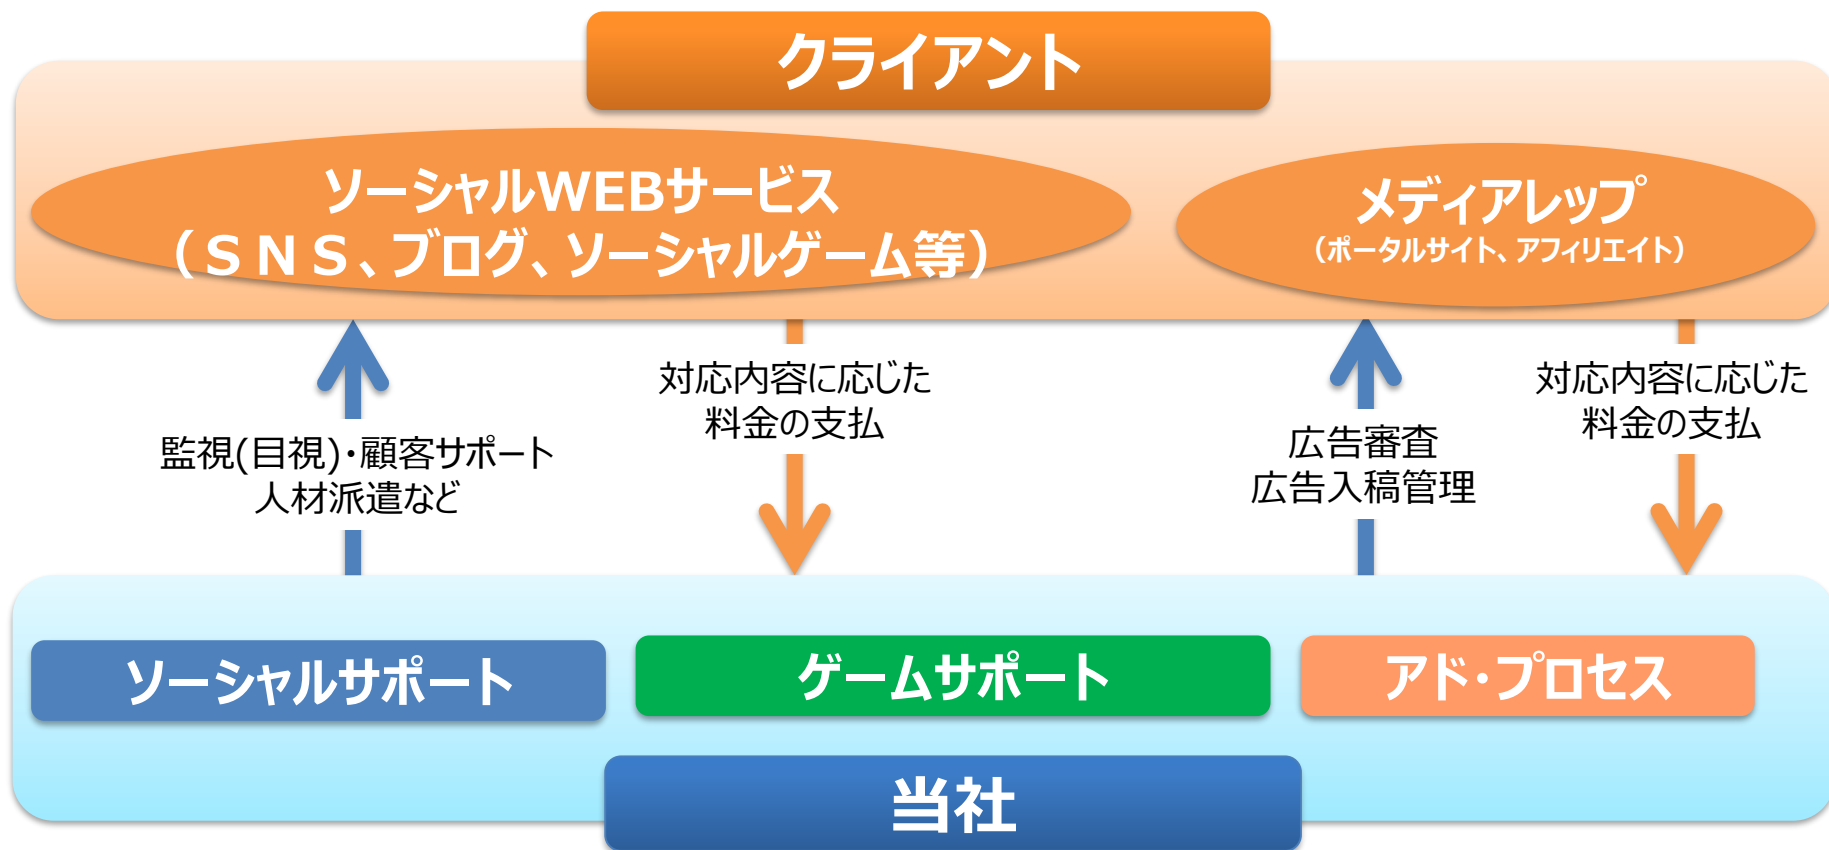 クライアント
ソーシャルWEBサービス
（ＳＮＳ、ブログ、ソーシャルゲーム等）
メディアレップ
（ポータルサイト、アフィリエイト）
監視(目視)・顧客サポート
人材派遣など
対応内容に応じた
料金の支払
広告審査
広告入稿管理
対応内容に応じた
料金の支払
ソーシャルサポート
ゲームサポート
アド・プロセス
当社